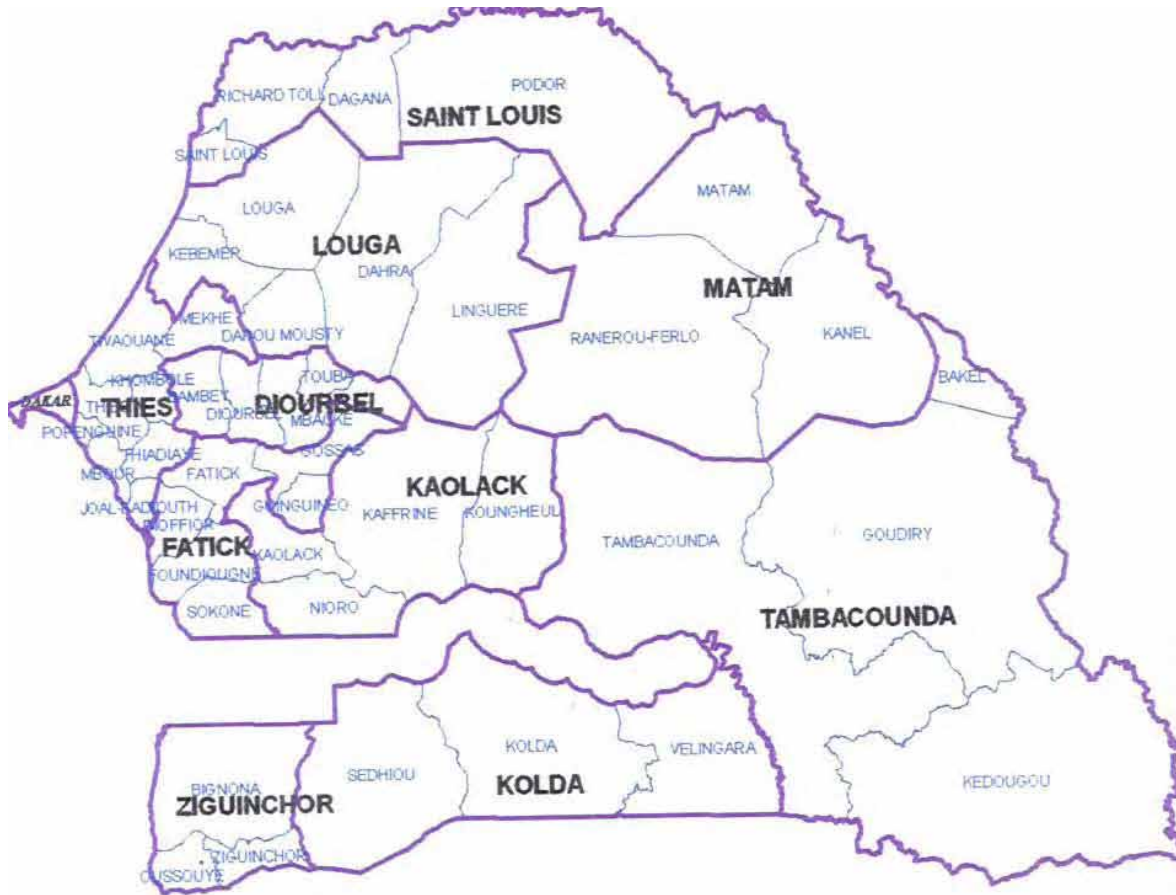 PODOR
RICHARD TOLL
DAGANA
SAINT LOUIS
SAINT LOUIS
MATAM
LOUGA
LOUGA
KEBEMER
DAHRA
MATAM
LINGUERE
MEKHE
TIVAOUANE
DAROU MOUSTY
RANEROU-FERLO
KANEL
BAKEL
KHOMBOLE
TOUBA
BAMBEY
DAKAR
THIES
DIOURBEL
DIOURBEL
MBACKE
POPENGUINE
THIADIAYE
GOSSAS
MBOUR
FATICK
KAOLACK
JOAL-FADIOUTH
GUINGUINEO
KAFFRINE
KOUNGHEUL
NIOFFIOR
TAMBACOUNDA
GOUDIRY
FATICK
KAOLACK
FOUNDIOUGNE
SOKONE
NIORO
TAMBACOUNDA
KOLDA
VELINGARA
SEDHIOU
KOLDA
KEDOUGOU
BIGNONA
ZIGUINCHOR
ZIGUINCHOR
OUSSOUYE